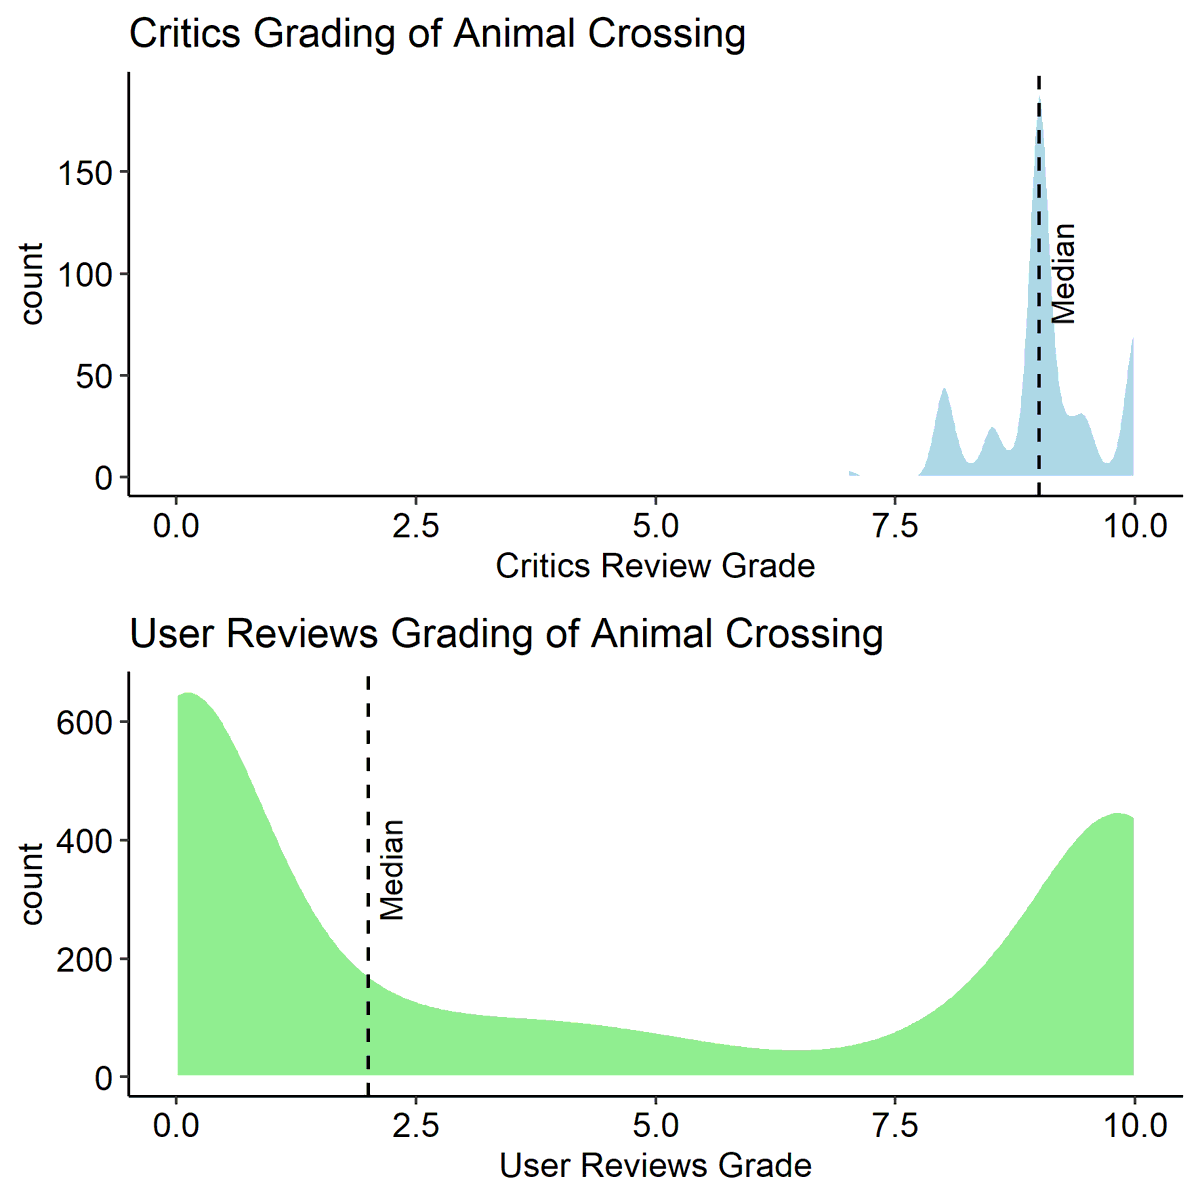 Critics Grading of Animal Crossing
count
150
100
50
0
Median
0.0 2.5 5.0 7.5 10.0
Critics Review Grade
User Reviews Grading of Animal Crossing
count
600
400
200
0
Median
0.0 2.5 5.0 7.5 10.0
User Reviews Grade